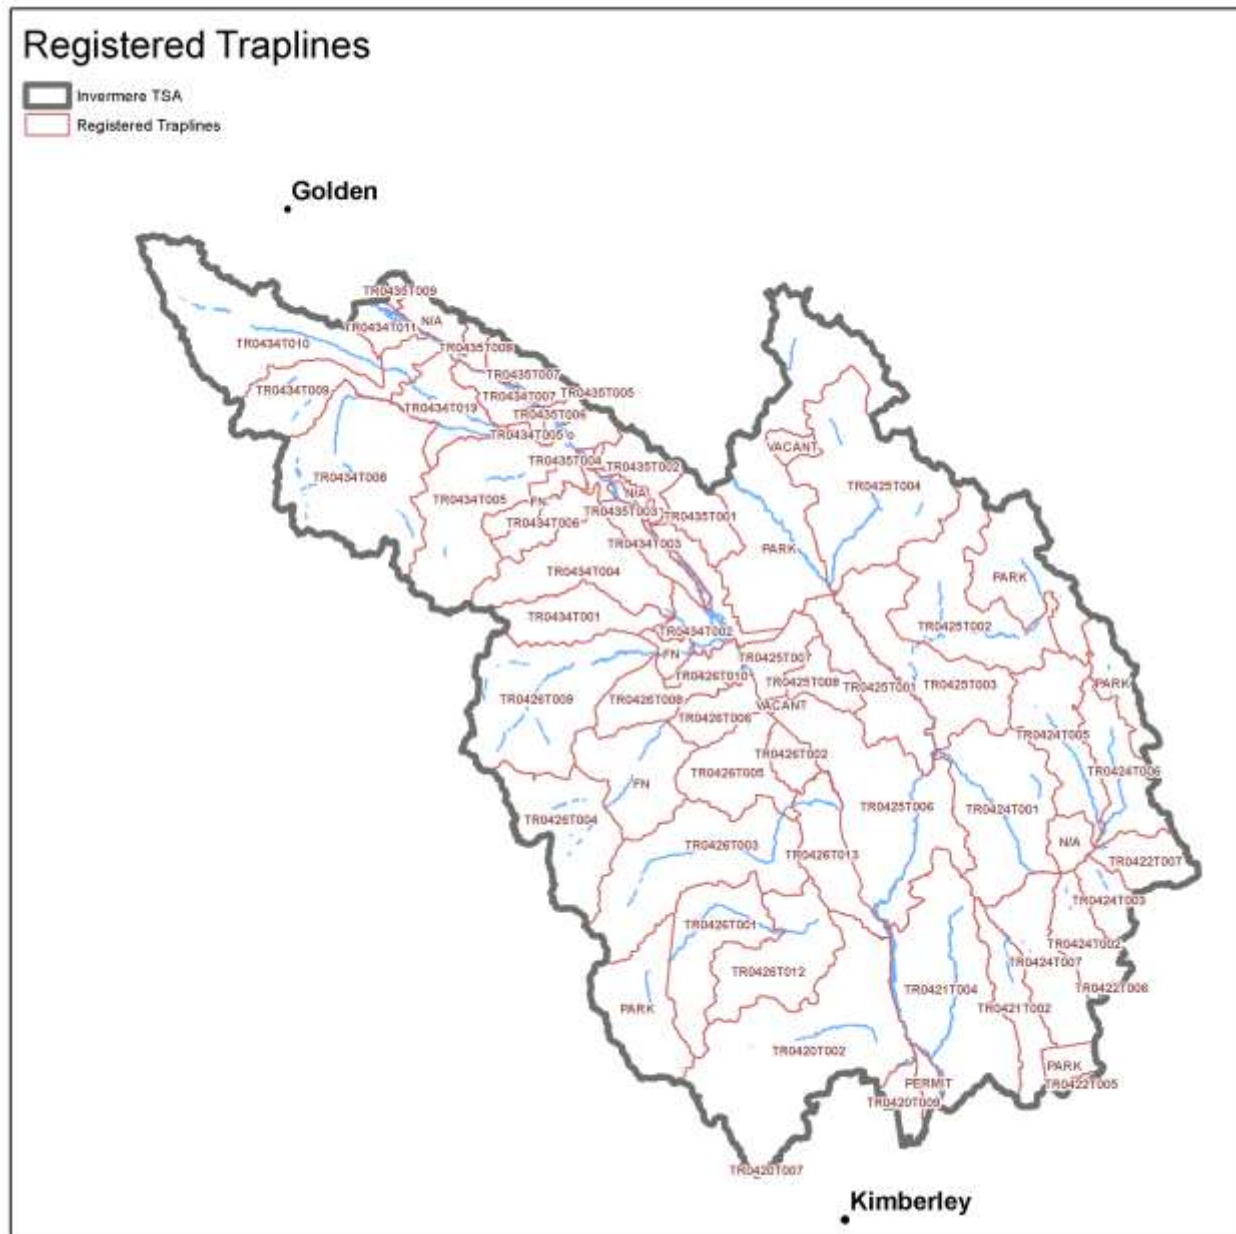 Registered Traplines
Invermere TSA
Registered Traplines
Golden
TR0435T009
N/A
TR0434T011
TR0434T010
TR0435T008
TR0435T007
TR0434T009
TR0434T007
TR0435T005
TR0434T019
TR0435T006
TR0434T005
VACANT
TR0435T004
TR0435T002
TR0434T008
TR0425T004
TR0434T005
N/A
FN
TR0435T003
TR0435T001
TR0434T006
TR0434T003
PARK
TR0434T004
PARK
TR0434T001
TR0425T002
TR0434T002
FN
TR0425T007
TR0426T010
TR0425T008
TR0425T001
TR0425T003
PARK
TR0426T009
TR0426T008
VACANT
TR0426T006
TR0424T005
TR0426T002
TR0426T005
TR0424T006
FN
TR0425T006
TR0424T001
TR0426T004
TR0426T003
N/A
TR0426T013
TR0422T007
TR0424T003
TR0426T001
TR0424T002
TR0424T007
TR0426T012
TR0421T004
TR0422T006
PARK
TR0421T002
TR0420T002
PARK
PERMIT
TR0422T005
TR0420T009
TR0420T007
Kimberley